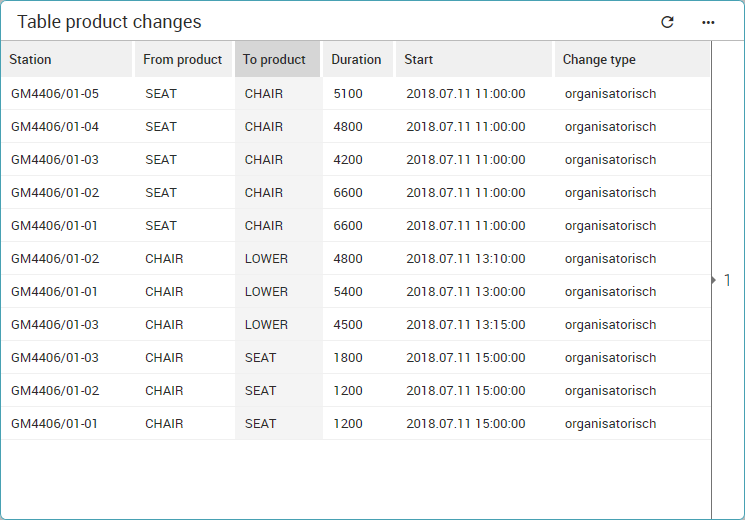 Table product changes
Station From product To product Duration Start Change type
GM4406/01-05 SEAT CHAIR 5100 2018.07.11 11:00:00 organisatorisch
GM4406/01-04 SEAT CHAIR 4800 2018.07.11 11:00:00 organisatorisch
GM4406/01-03 SEAT CHAIR 4200 2018.07.11 11:00:00 organisatorisch
GM4406/01-02 SEAT CHAIR 6600 2018.07.11 11:00:00 organisatorisch
GM4406/01-01 SEAT CHAIR 6600 2018.07.11 11:00:00 organisatorisch
GM4406/01-02 CHAIR LOWER 4800 2018.07.11 13:10:00 organisatorisch
GM4406/01-01 CHAIR LOWER 5400 2018.07.11 13:00:00 organisatorisch
1
GM4406/01-03 CHAIR LOWER 4500 2018.07.11 13:15:00 organisatorisch
GM4406/01-03 CHAIR SEAT 1800 2018.07.11 15:00:00 organisatorisch
GM4406/01-02 CHAIR SEAT 1200 2018.07.11 15:00:00 organisatorisch
GM4406/01-01 CHAIR SEAT 1200 2018.07.11 15:00:00 organisatorisch